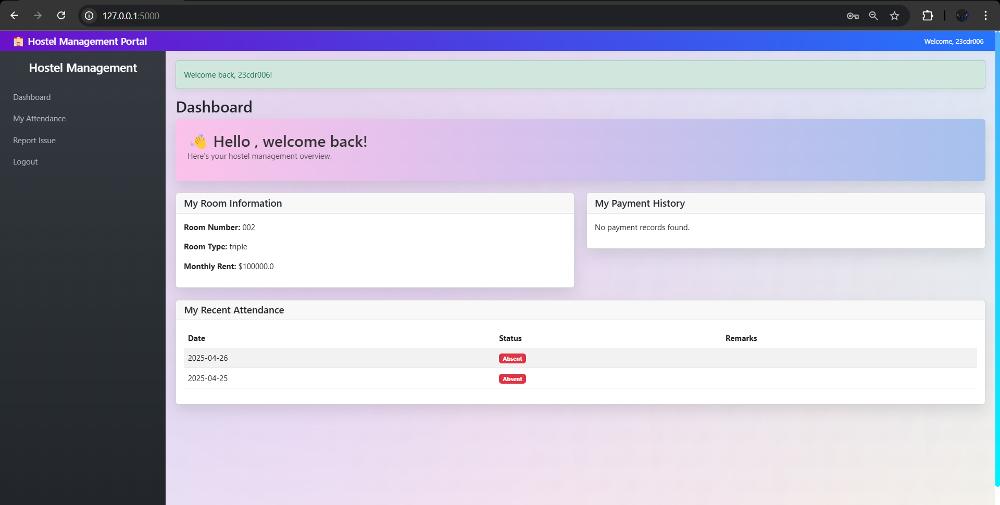 127.0.0.1:5000
🏫 Hostel Management Portal
Welcome, 23cdr006
Hostel Management
Dashboard
My Attendance
Report Issue
Logout
Welcome back, 23cdr006!
Dashboard
👋 Hello , welcome back!
Here's your hostel management overview.
My Room Information
Room Number: 002
Room Type: triple
Monthly Rent: $100000.0
My Payment History
No payment records found.
My Recent Attendance
Date Status Remarks
2025-04-26 Absent
2025-04-25 Absent